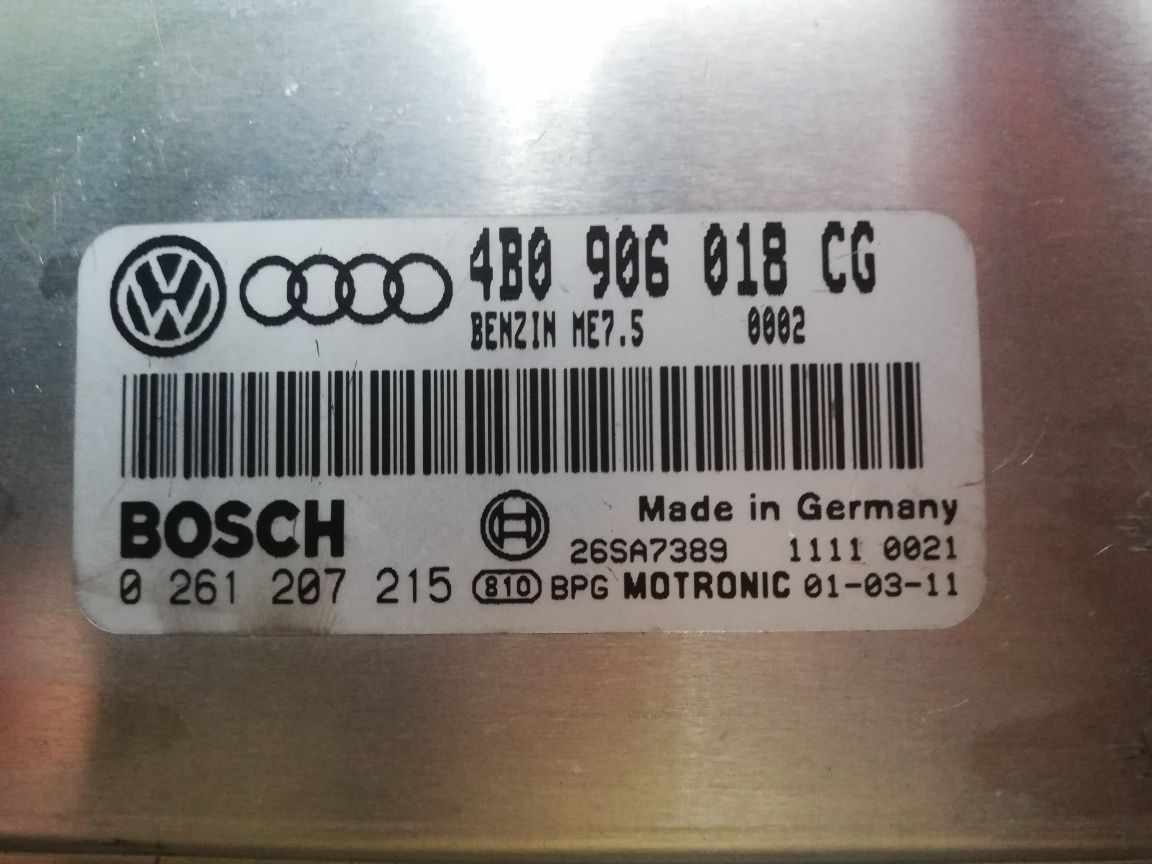 4B0 906 018 CG
BENZIN ME7.5 0002
BOSCH Made in Germany
26SA7389 1111 0021
0 261 207 215 810 BPG MOTRONIC 01-03-11